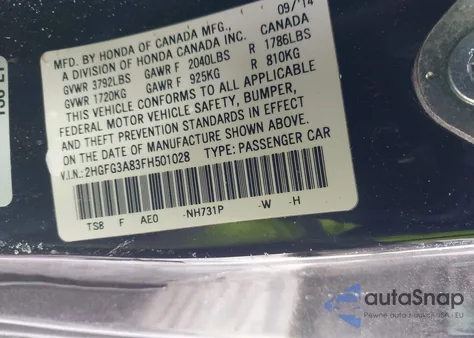 MFD. BY HONDA OF CANADA MFG., 09/14
A DIVISION OF HONDA CANADA INC. CANADA
GVWR 3792LBS GAWR F 2040LBS R 1786LBS
GVWR 1720KG GAWR F 925KG R 810KG
THIS VEHICLE CONFORMS TO ALL APPLICABLE
FEDERAL MOTOR VEHICLE SAFETY, BUMPER,
AND THEFT PREVENTION STANDARDS IN EFFECT
ON THE DATE OF MANUFACTURE SHOWN ABOVE.
V.I.N.: 2HGFG3A83FH501028 TYPE: PASSENGER CAR
TS8 F AE0 -NH731P -W -H
autoSnap